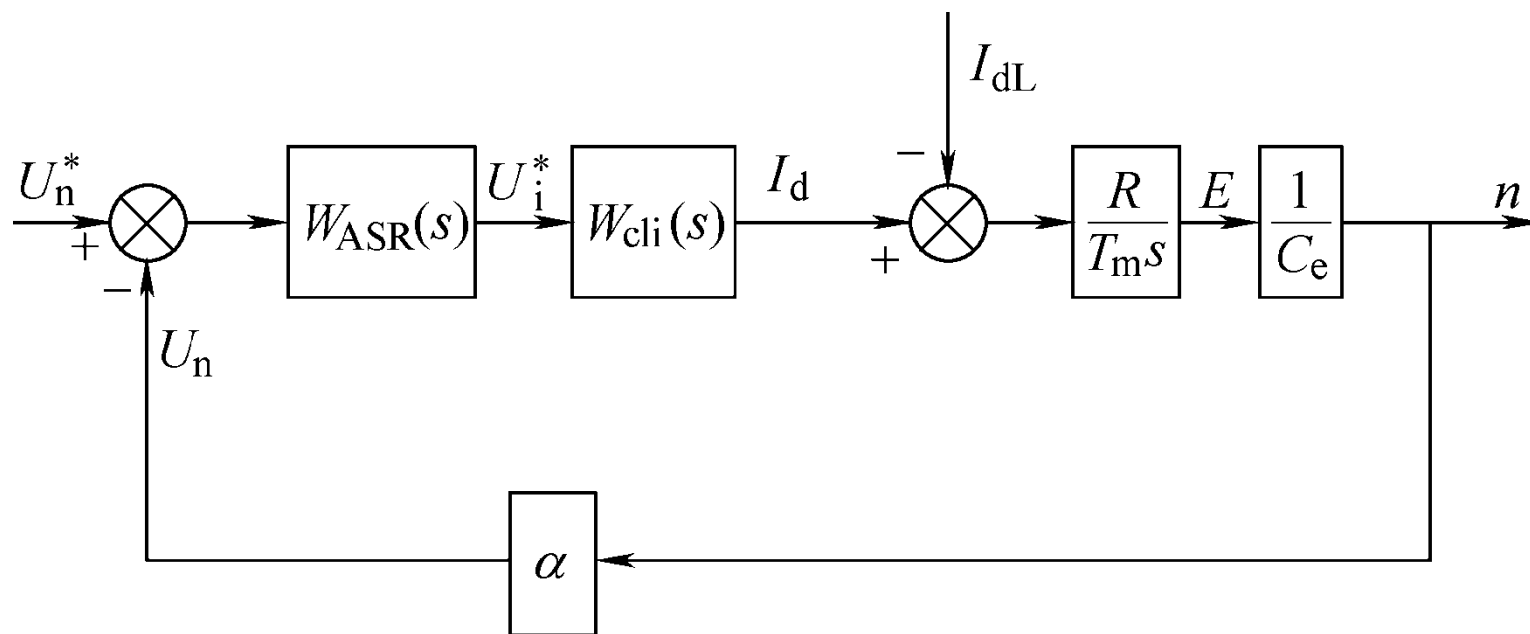 I_dL
−
U_n^* + −
W_ASR(s)
U_i^*
W_cli(s)
I_d +
R/(T_m s)
E
1/C_e
n
U_n
α